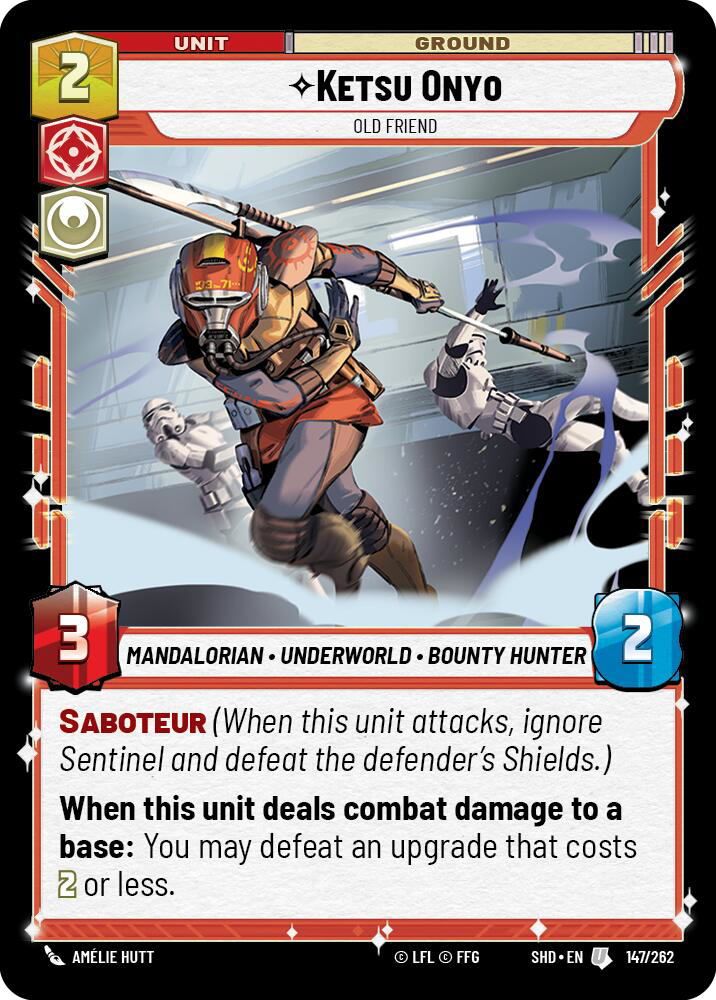 UNIT
GROUND
2
✧KETSU ONYO
OLD FRIEND
3
MANDALORIAN • UNDERWORLD • BOUNTY HUNTER
2
SABOTEUR (When this unit attacks, ignore
Sentinel and defeat the defender’s Shields.)
When this unit deals combat damage to a
base: You may defeat an upgrade that costs
2 or less.
AMÉLIE HUTT
© LFL © FFG
SHD • EN
U
147/262